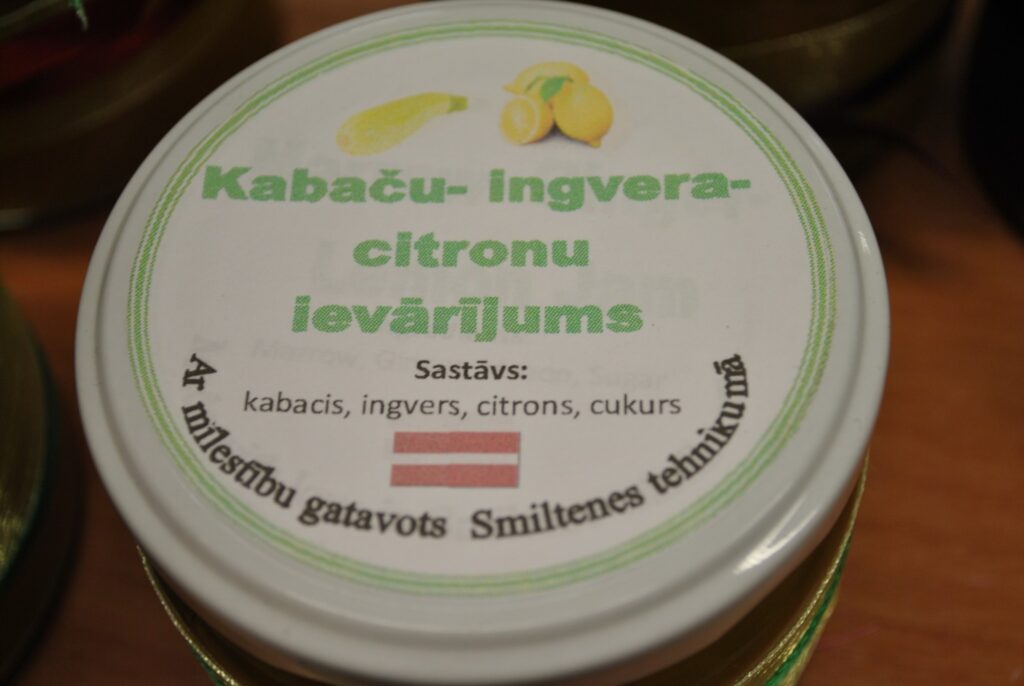 Kabaču- ingvera-
citronu
ievārījums
Sastāvs:
kabacis, ingvers, citrons, cukurs
Ar mīlestību gatavots Smiltenes tehnikumā